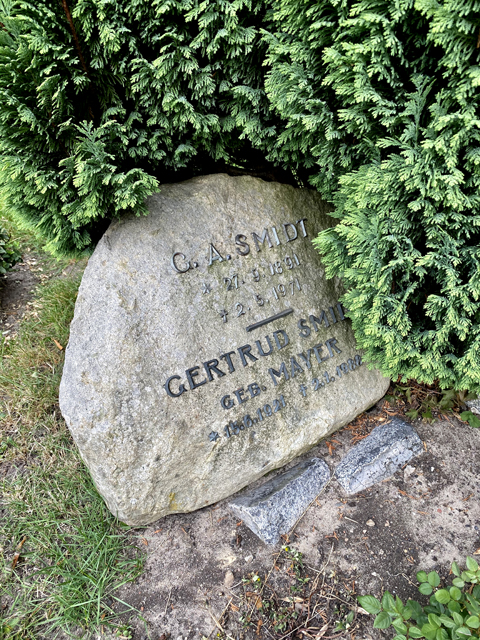 G. A. SMIDT
* 27. 9. 1891
† 2. 5. 1971
GERTRUD SMIDT
GEB. MAYER